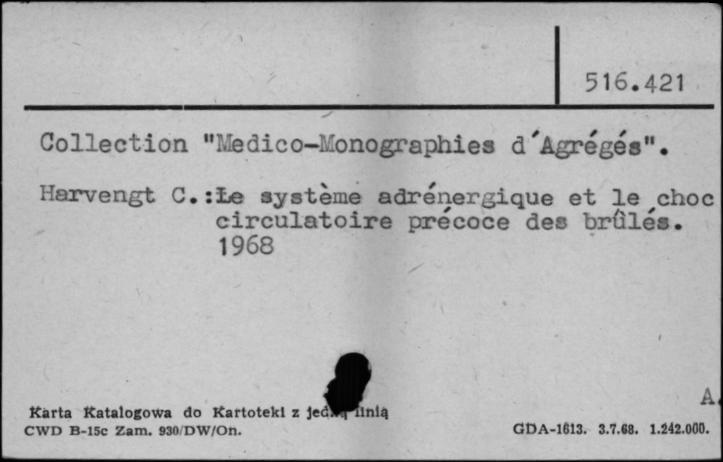 516.421
Collection "Medico-Monographies d´Agrégés".
Harvengt C.:Le système adrénergique et le choc
circulatoire précoce des brûlés.
1968
A.
Karta Katalogowa do Kartoteki z jedną linią
CWD B-15c Zam. 930/DW/On.
GDA-1613. 3.7.68. 1.242.000.